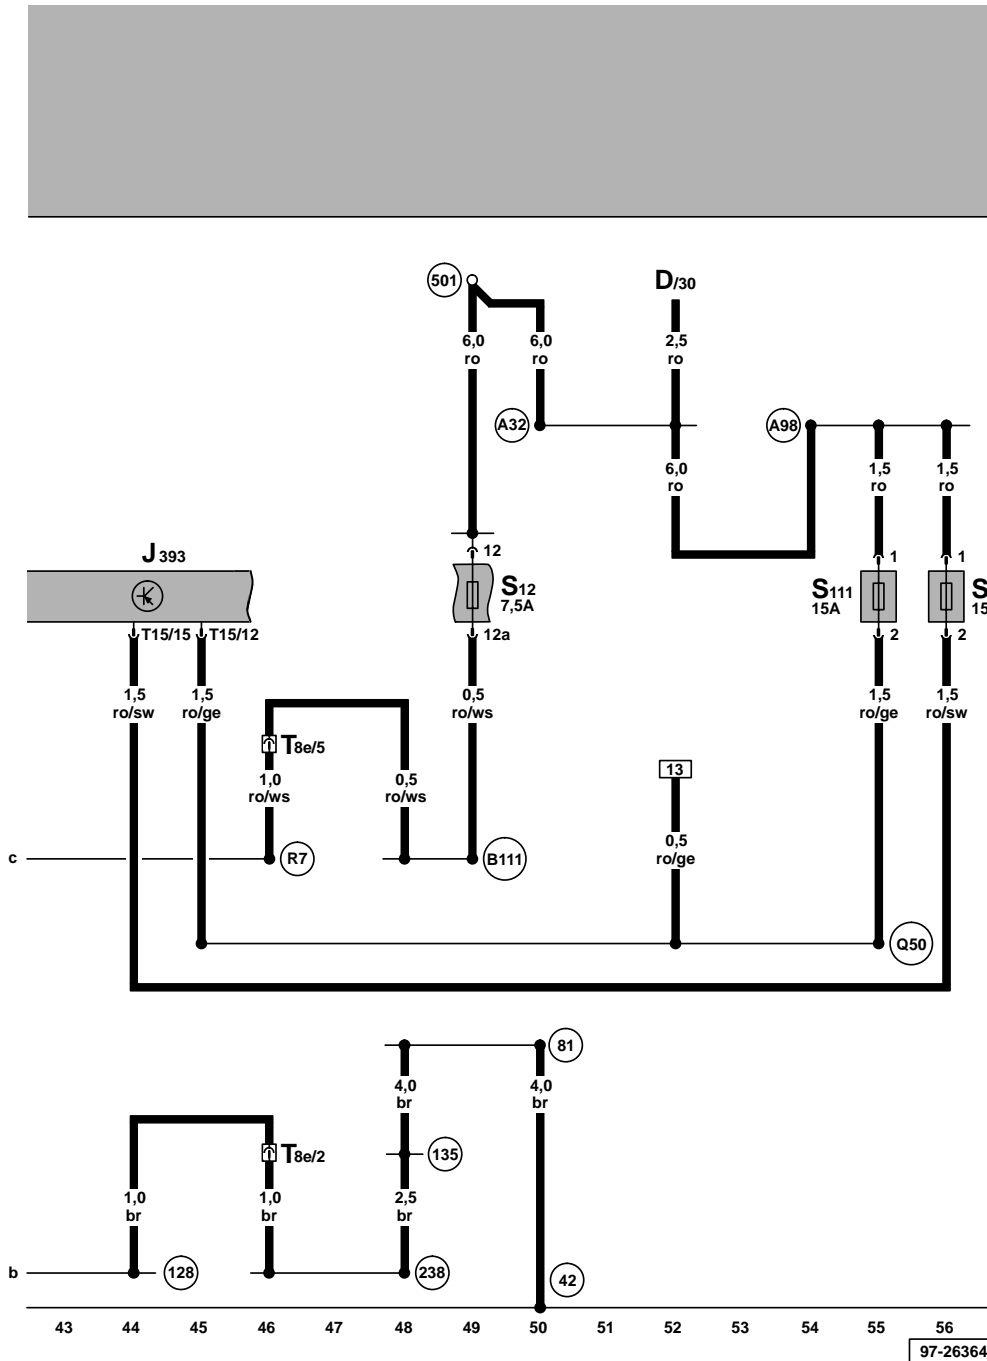 501
D/30
6,0
ro
6,0
ro
2,5
ro
A32
A98
6,0
ro
1,5
ro
1,5
ro
J 393
12
S12
7,5A
12a
1
S111
15A
2
1
S
15
2
T15/15
T15/12
1,5
ro/sw
1,5
ro/ge
0,5
ro/ws
1,5
ro/ge
1,5
ro/sw
T8e/5
1,0
ro/ws
0,5
ro/ws
13
0,5
ro/ge
c
R7
B111
Q50
81
4,0
br
4,0
br
T8e/2
135
1,0
br
1,0
br
2,5
br
b
128
238
42
43 44 45 46 47 48 49 50 51 52 53 54 55 56
97-26364